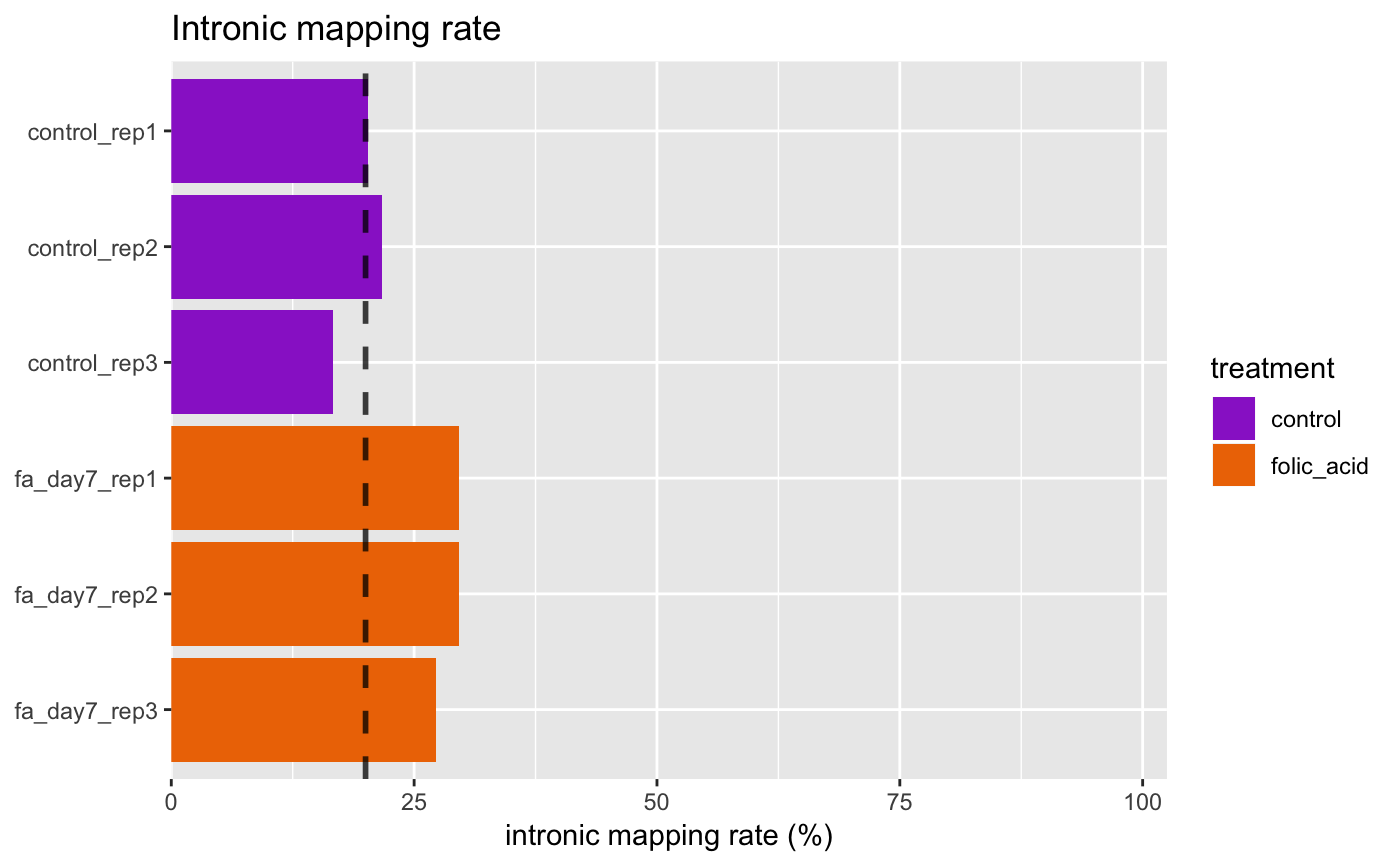 Intronic mapping rate
control_rep1
control_rep2
control_rep3
fa_day7_rep1
fa_day7_rep2
fa_day7_rep3
0 25 50 75 100
intronic mapping rate (%)
treatment
control
folic_acid